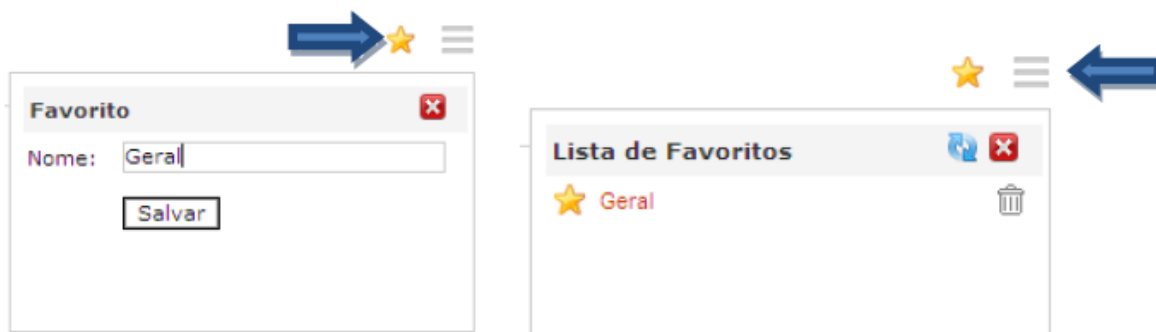 Favorito
Nome: Geral
Salvar
Lista de Favoritos
Geral